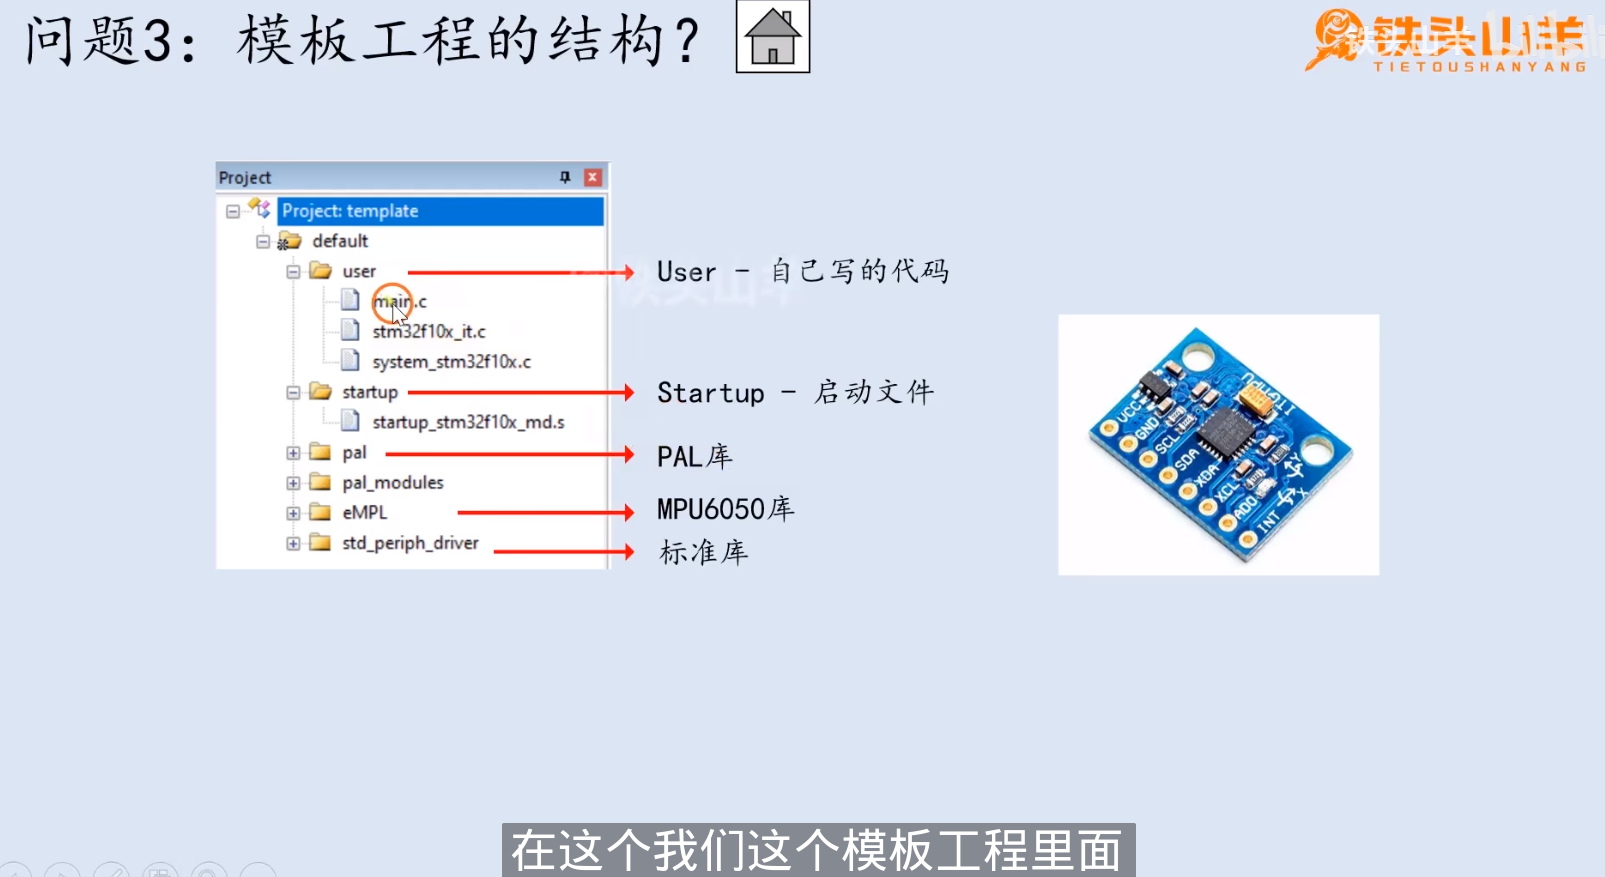 问题3：模板工程的结构？
铁头山羊
TIETOUSHANYANG
Project
Project: template
default
user
main.c
stm32f10x_it.c
system_stm32f10x.c
startup
startup_stm32f10x_md.s
pal
pal_modules
eMPL
std_periph_driver
User - 自己写的代码
Startup - 启动文件
PAL库
MPU6050库
标准库
ITG/MPU
VCC
GND
SCL
SDA
XDA
XCL
ADO
INT
Y
X
在这个我们这个模板工程里面